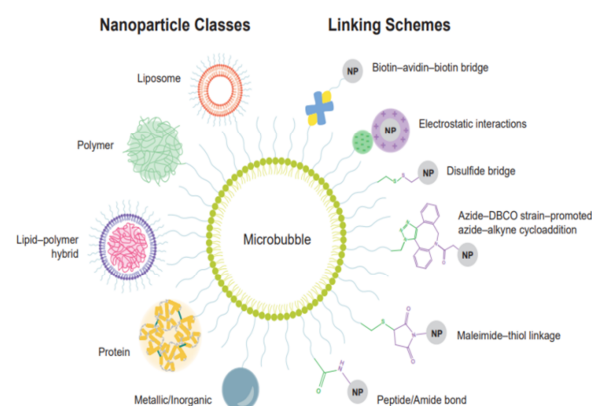 Nanoparticle Classes
Linking Schemes
Liposome
Polymer
Lipid–polymer
hybrid
Protein
Metallic/Inorganic
Microbubble
NP
Biotin–avidin–biotin bridge
NP
Electrostatic interactions
S
S
NP
Disulfide bridge
Azide–DBCO strain–promoted
azide–alkyne cycloaddition
N
N
N
N
O
NP
O
S
N
NP
O
Maleimide–thiol linkage
H
N
O
NP
Peptide/Amide bond